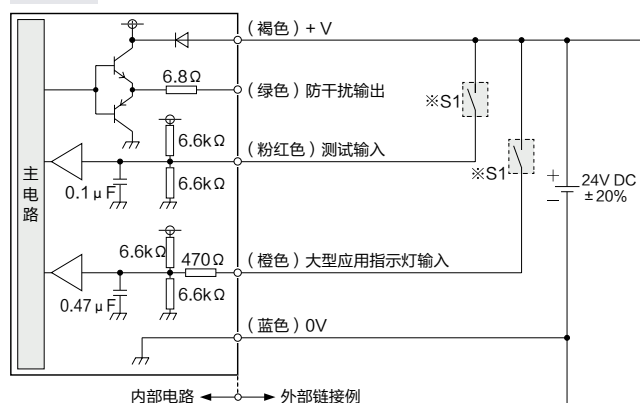 (褐色)+V
6.8Ω
(绿色)防干扰输出
※S1
6.6kΩ
(粉红色)测试输入
主电路
0.1μF
6.6kΩ
※S1
+
24V DC
±20%
−
6.6kΩ
470Ω
(橙色)大型应用指示灯输入
0.47μF
6.6kΩ
(蓝色)0V
内部电路
外部链接例